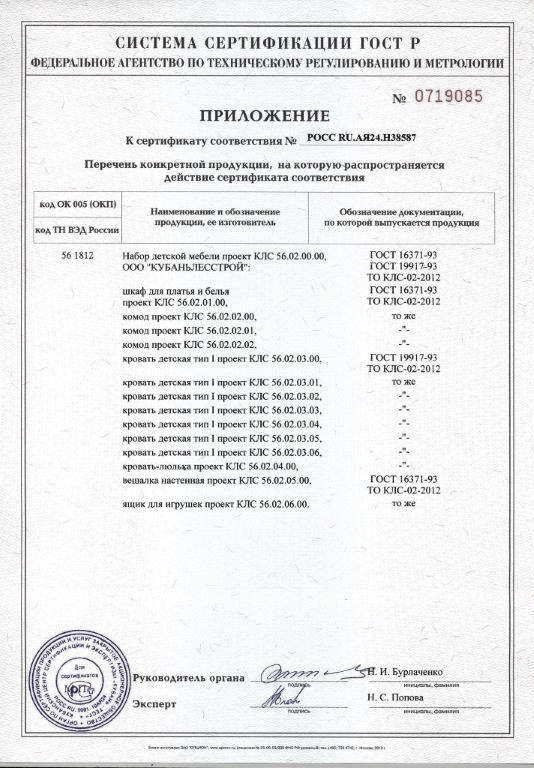 СИСТЕМА СЕРТИФИКАЦИИ ГОСТ Р
ФЕДЕРАЛЬНОЕ АГЕНТСТВО ПО ТЕХНИЧЕСКОМУ РЕГУЛИРОВАНИЮ И МЕТРОЛОГИИ
№ 0719085
ПРИЛОЖЕНИЕ
К сертификату соответствия № РОСС RU.АЯ24.Н38587
Перечень конкретной продукции, на которую распространяется
действие сертификата соответствия
код ОК 005 (ОКП)
код ТН ВЭД России
Наименование и обозначение
продукции, ее изготовитель
Обозначение документации,
по которой выпускается продукция
56 1812 Набор детской мебели проект КЛС 56.02.00.00, ГОСТ 16371-93
ООО "КУБАНЬЛЕССТРОЙ": ГОСТ 19917-93
ТО КЛС-02-2012
шкаф для платья и белья ГОСТ 16371-93
проект КЛС 56.02.01.00, ТО КЛС-02-2012
комод проект КЛС 56.02.02.00, то же
комод проект КЛС 56.02.02.01, -"-
комод проект КЛС 56.02.02.02, -"-
кровать детская тип I проект КЛС 56.02.03.00, ГОСТ 19917-93
ТО КЛС-02-2012
кровать детская тип I проект КЛС 56.02.03.01, то же
кровать детская тип I проект КЛС 56.02.03.02, -"-
кровать детская тип I проект КЛС 56.02.03.03, -"-
кровать детская тип I проект КЛС 56.02.03.04, -"-
кровать детская тип I проект КЛС 56.02.03.05, -"-
кровать детская тип I проект КЛС 56.02.03.06, -"-
кровать-люлька проект КЛС 56.02.04.00, -"-
вешалка настенная проект КЛС 56.02.05.00, ГОСТ 16371-93
ТО КЛС-02-2012
ящик для игрушек проект КЛС 56.02.06.00. то же
Руководитель органа
Н. И. Бурлаченко
подпись
инициалы, фамилия
Эксперт
Н. С. Попова
подпись
инициалы, фамилия
Для
сертификатов